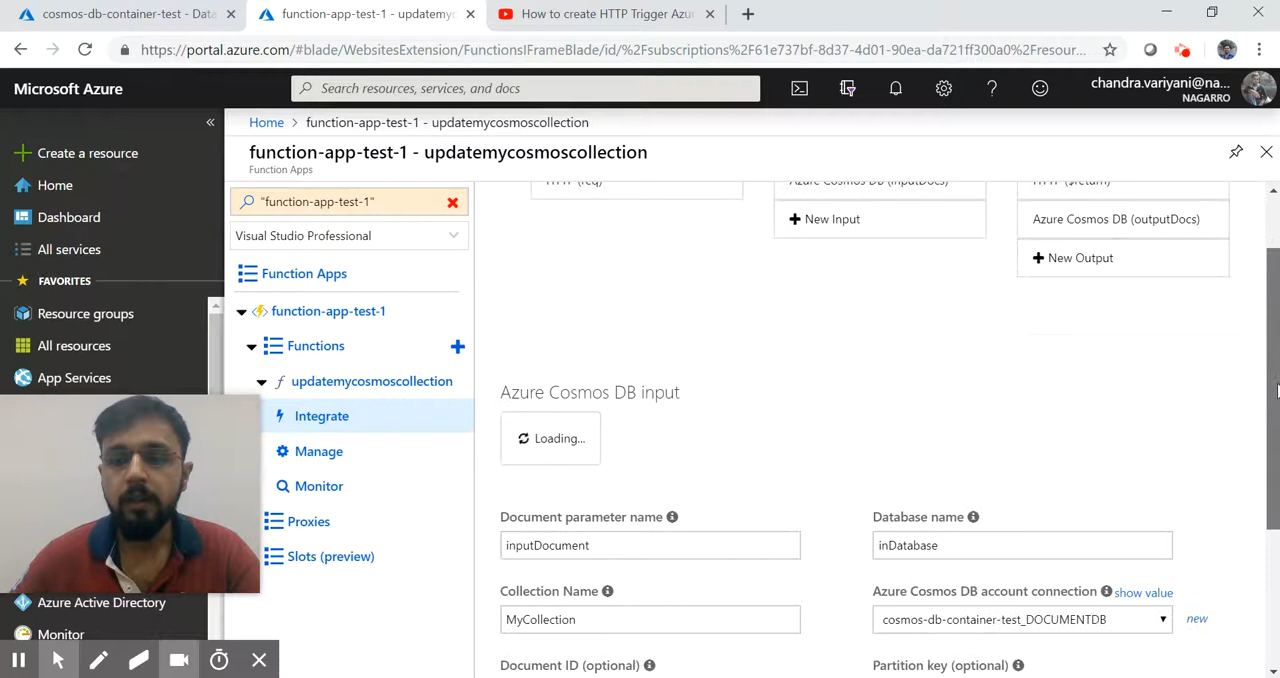 cosmos-db-container-test - Data
function-app-test-1 - updatemyc
How to create HTTP Trigger Azu
https://portal.azure.com/#blade/WebsitesExtension/FunctionsIFrameBlade/id/%2Fsubscriptions%2F61e737bf-8d37-4d01-90ea-da721ff300a0%2Fresour...
Microsoft Azure
Search resources, services, and docs
chandra.variyani@na...
NAGARRO
Create a resource
Home
Dashboard
All services
FAVORITES
Resource groups
All resources
App Services
Azure Active Directory
Monitor
Home > function-app-test-1 - updatemycosmoscollection
function-app-test-1 - updatemycosmoscollection
Function Apps
"function-app-test-1"
Visual Studio Professional
Function Apps
function-app-test-1
Functions
updatemycosmoscollection
Integrate
Manage
Monitor
Proxies
Slots (preview)
HTTP (req)
Azure Cosmos DB (inputDocs)
HTTP ($return)
New Input
Azure Cosmos DB (outputDocs)
New Output
Azure Cosmos DB input
Loading...
Document parameter name
Database name
inputDocument
inDatabase
Collection Name
Azure Cosmos DB account connection show value
MyCollection
cosmos-db-container-test_DOCUMENTDB
new
Document ID (optional)
Partition key (optional)